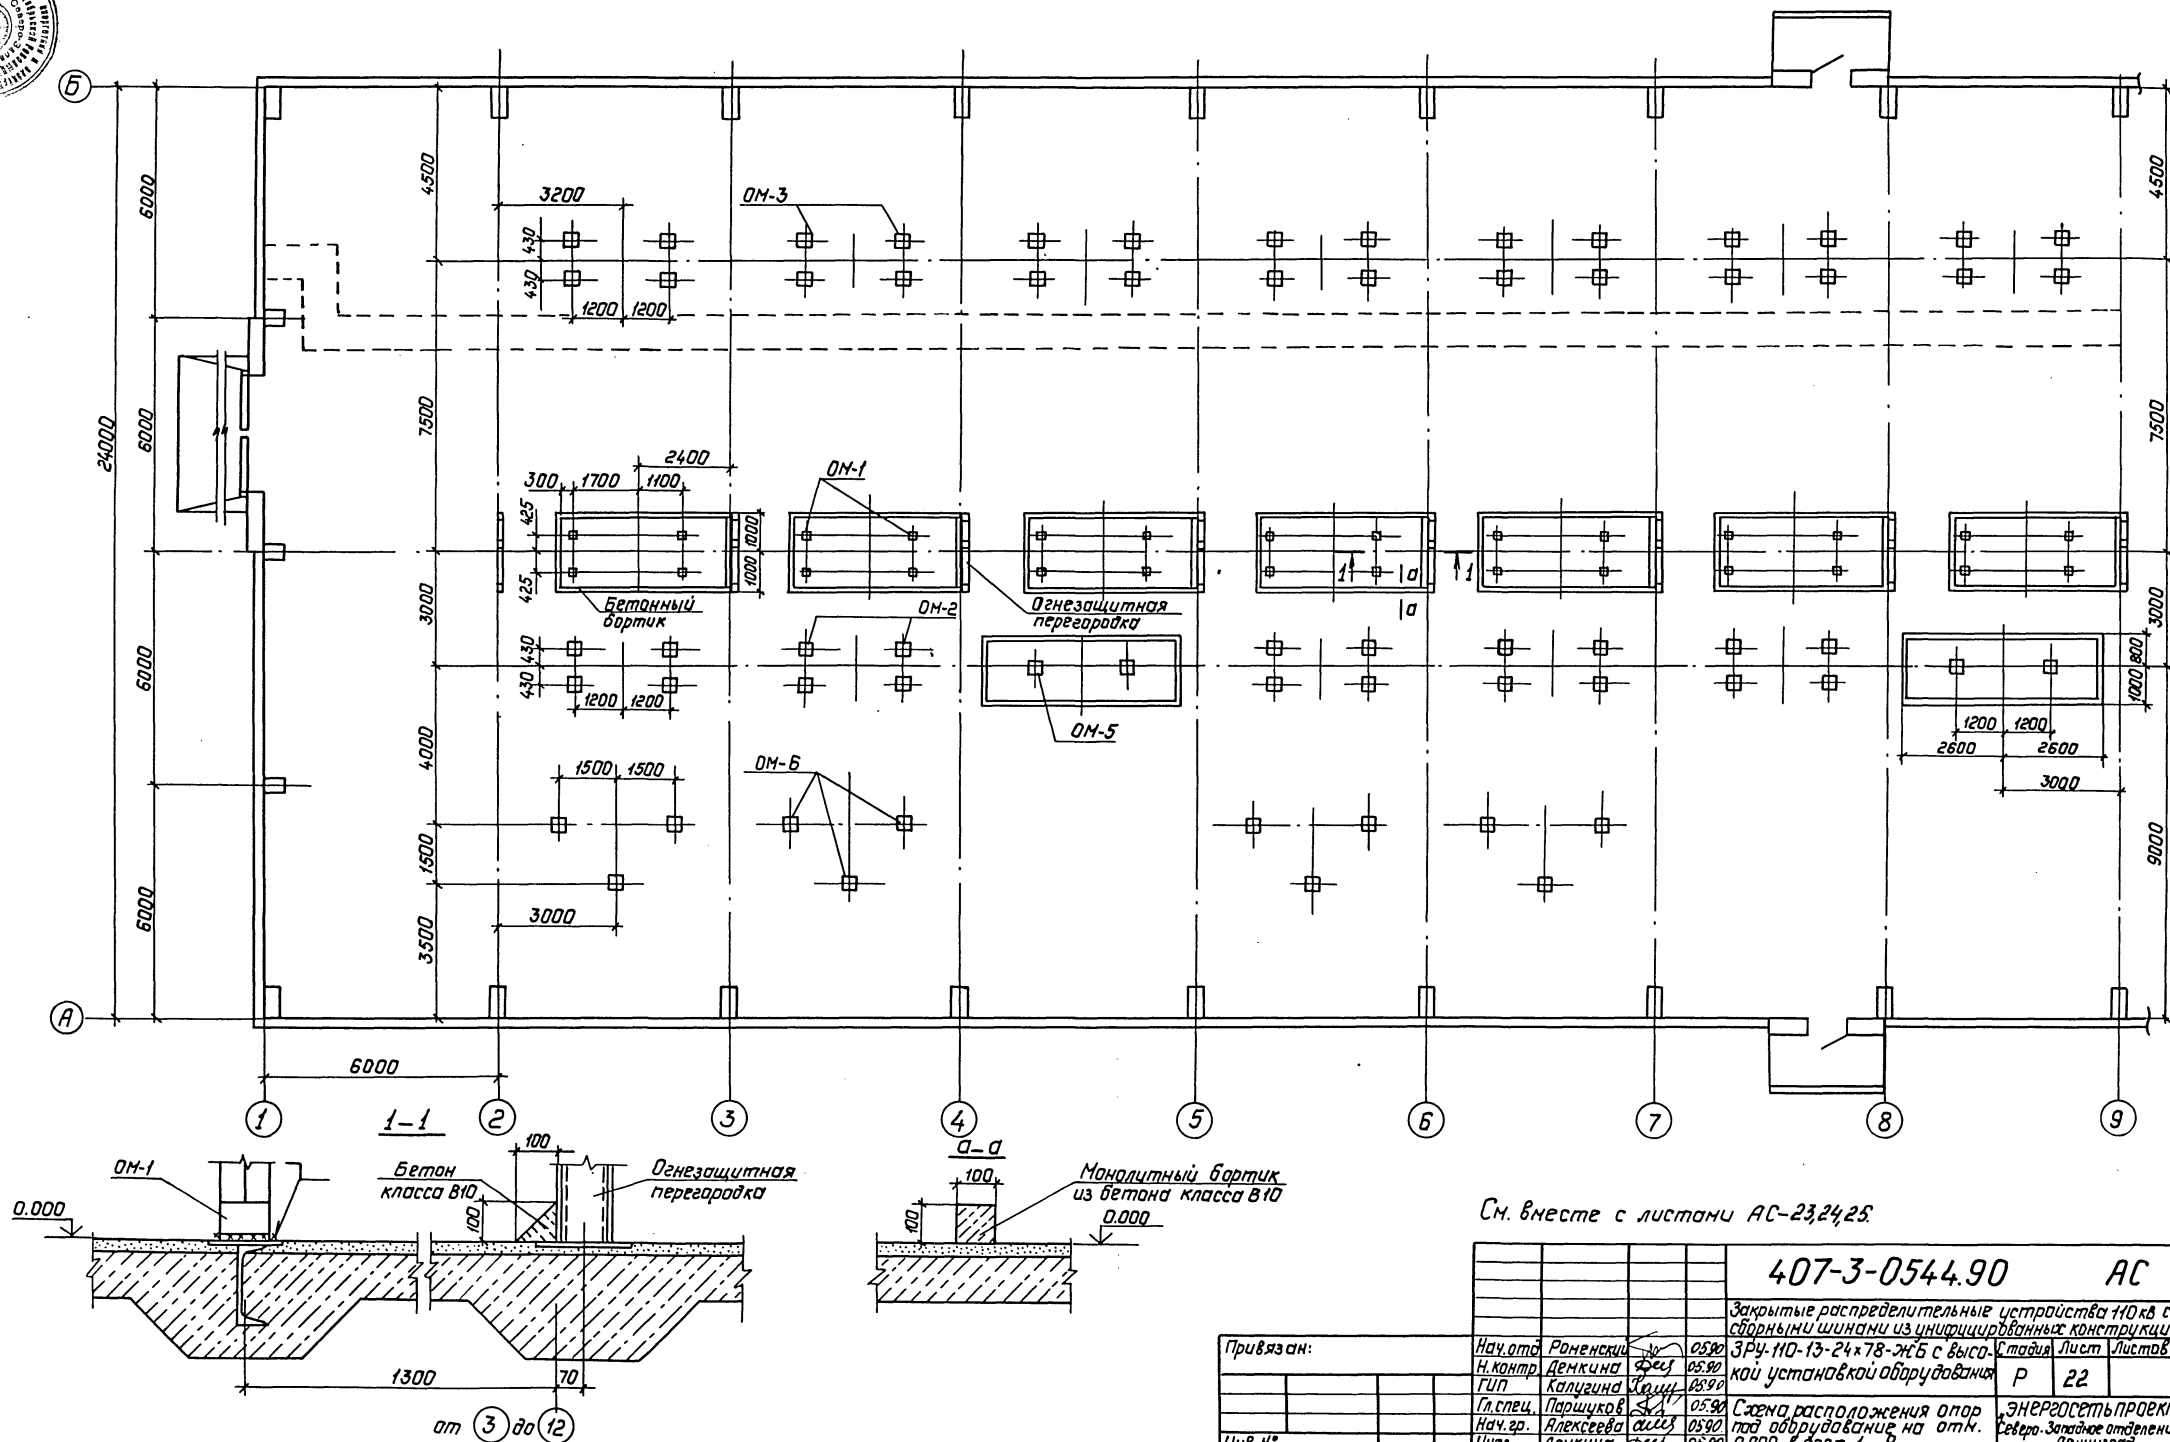 Б
24000
6000
6000
6000
6000
4500
7500
3000
4000
1500
3500
3200
430
430
1200
1200
ОМ-3
4500
7500
3000
9000
2400
300
1700
1100
425
425
1000
1000
ОМ-1
Бетонный
бортик
ОМ-2
Огнезащитная
перегородка
1
1
а
а
430
430
1200
1200
ОМ-5
800
1000
1200
1200
2600
2600
3000
1500
1500
ОМ-6
3000
А
6000
1
2
3
4
5
6
7
8
9
1-1
ОМ-1
0.000
100
Бетон
класса В10
100
Огнезащитная
перегородка
1300
70
от 3 до 12
а-а
100
100
Монолитный бортик
из бетона класса В10
0.000
См. вместе с листами АС-23,24,25.
407-3-0544.90 АС
Закрытые распределительные устройства 110 кВ с
сборными шинами из унифицированных
Привязан:
Нач.отд Роменский 05.90
Н.контр. Демкина 05.90
ГИП Калугина 05.90
Гл.спец. Паршуков 05.90
Нач.гр. Алексеева 05.90
ЗРУ-110-13-24х78-ЖБ с высо-
кой установкой оборудования
Стадия Лист Листов
Р 22
Схема расположения опор
под оборудование на отм.
Северо-Западное